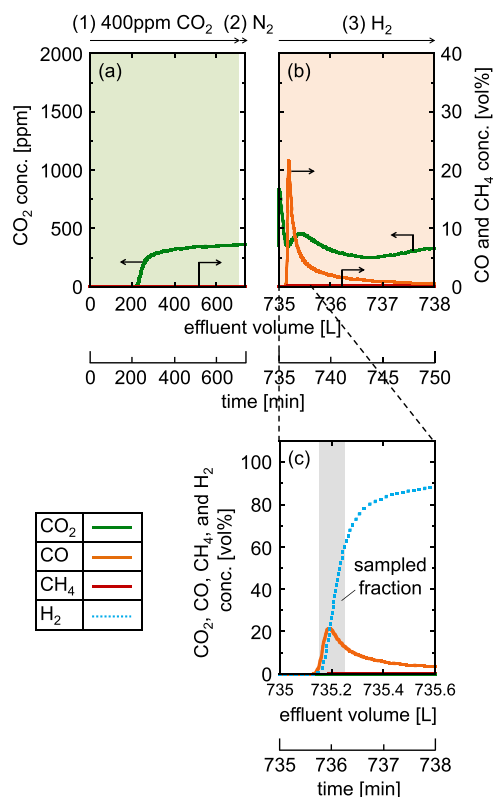 (1) 400ppm CO₂ (2) N₂ (3) H₂
(a)
2000
1500
1000
500
0
CO₂ conc. [ppm]
0 200 400 600
(b)
40
30
20
10
0
CO and CH₄ conc. [vol%]
735 736 737 738
effluent volume [L]
0 200 400 600
735 740 745 750
time [min]
(c)
100
80
60
40
20
0
CO₂, CO, CH₄, and H₂
conc. [vol%]
sampled
fraction
735 735.2 735.4 735.6
effluent volume [L]
735 736 737 738
time [min]
CO₂
CO
CH₄
H₂